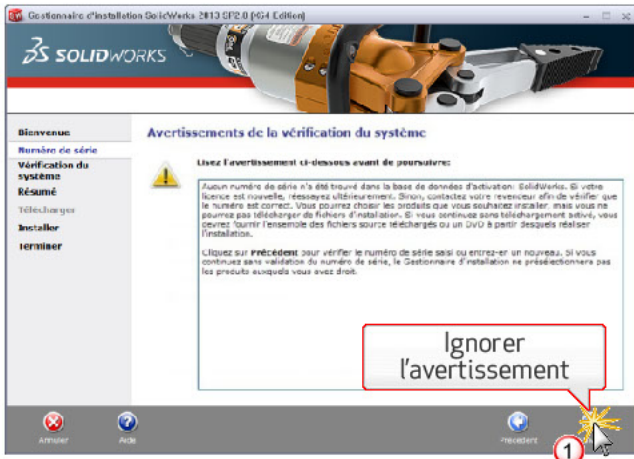 Gestionnaire d'installation SolidWorks 2013 SP2.0 (x64 Edition)
3S SOLIDWORKS
Bienvenue
Numéro de série
Vérification du
système
Résumé
Télécharger
Installer
Terminer
Avertissements de la vérification du système
Lisez l'avertissement ci-dessous avant de poursuivre:
Aucun numéro de série n'a été trouvé dans la base de données d'activation: SolidWorks. Si votre
licence est nouvelle, réessayez ultérieurement. Sinon, contactez votre revendeur afin de vérifier que
le numéro est correct. Vous pourrez choisir les produits que vous souhaitez installer, mais vous ne
pourrez pas télécharger de fichiers d'installation. Si vous continuez sans téléchargement activé, vous
devrez fournir l'ensemble des fichiers source téléchargés ou un DVD à partir desquels réaliser
l'installation.
Cliquez sur Précédent pour vérifier le numéro de série saisi ou entrez-en un nouveau. Si vous
continuez sans validation du numéro de série, le Gestionnaire d'installation ne présélectionnera pas
les produits auxquels vous avez droit.
Ignorer
l'avertissement
Annuler
Aide
Précédent
1